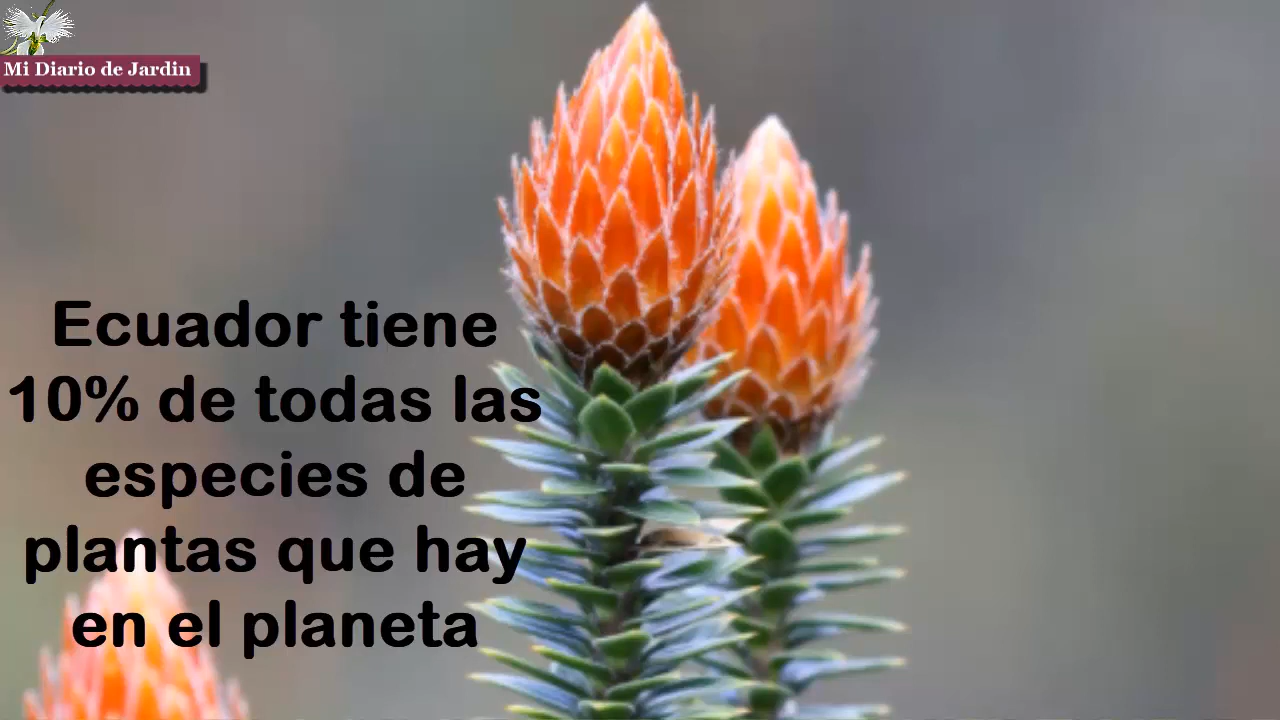 Mi Diario de Jardin
Ecuador tiene
10% de todas las
especies de
plantas que hay
en el planeta